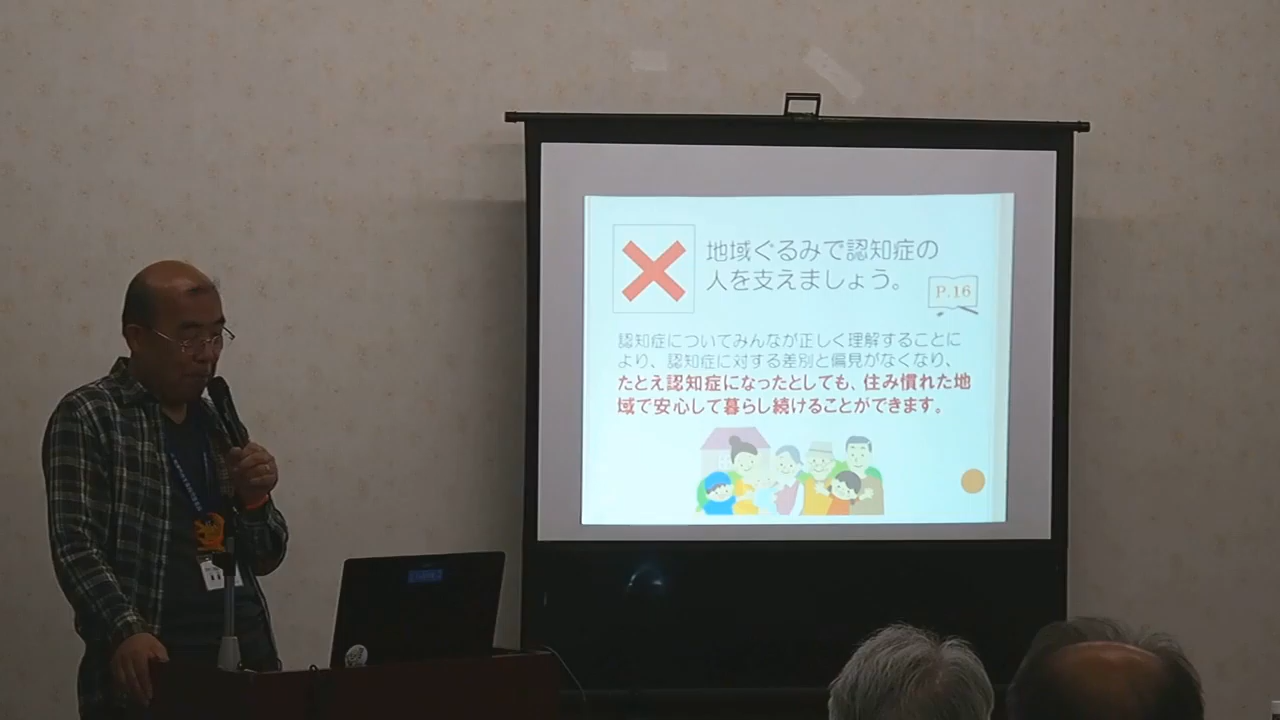 地域ぐるみで認知症の
人を支えましょう。
P.16
認知症についてみんなが正しく理解することに
より、認知症に対する差別と偏見がなくなり、
たとえ認知症になったとしても、住み慣れた地
域で安心して暮らし続けることができます。